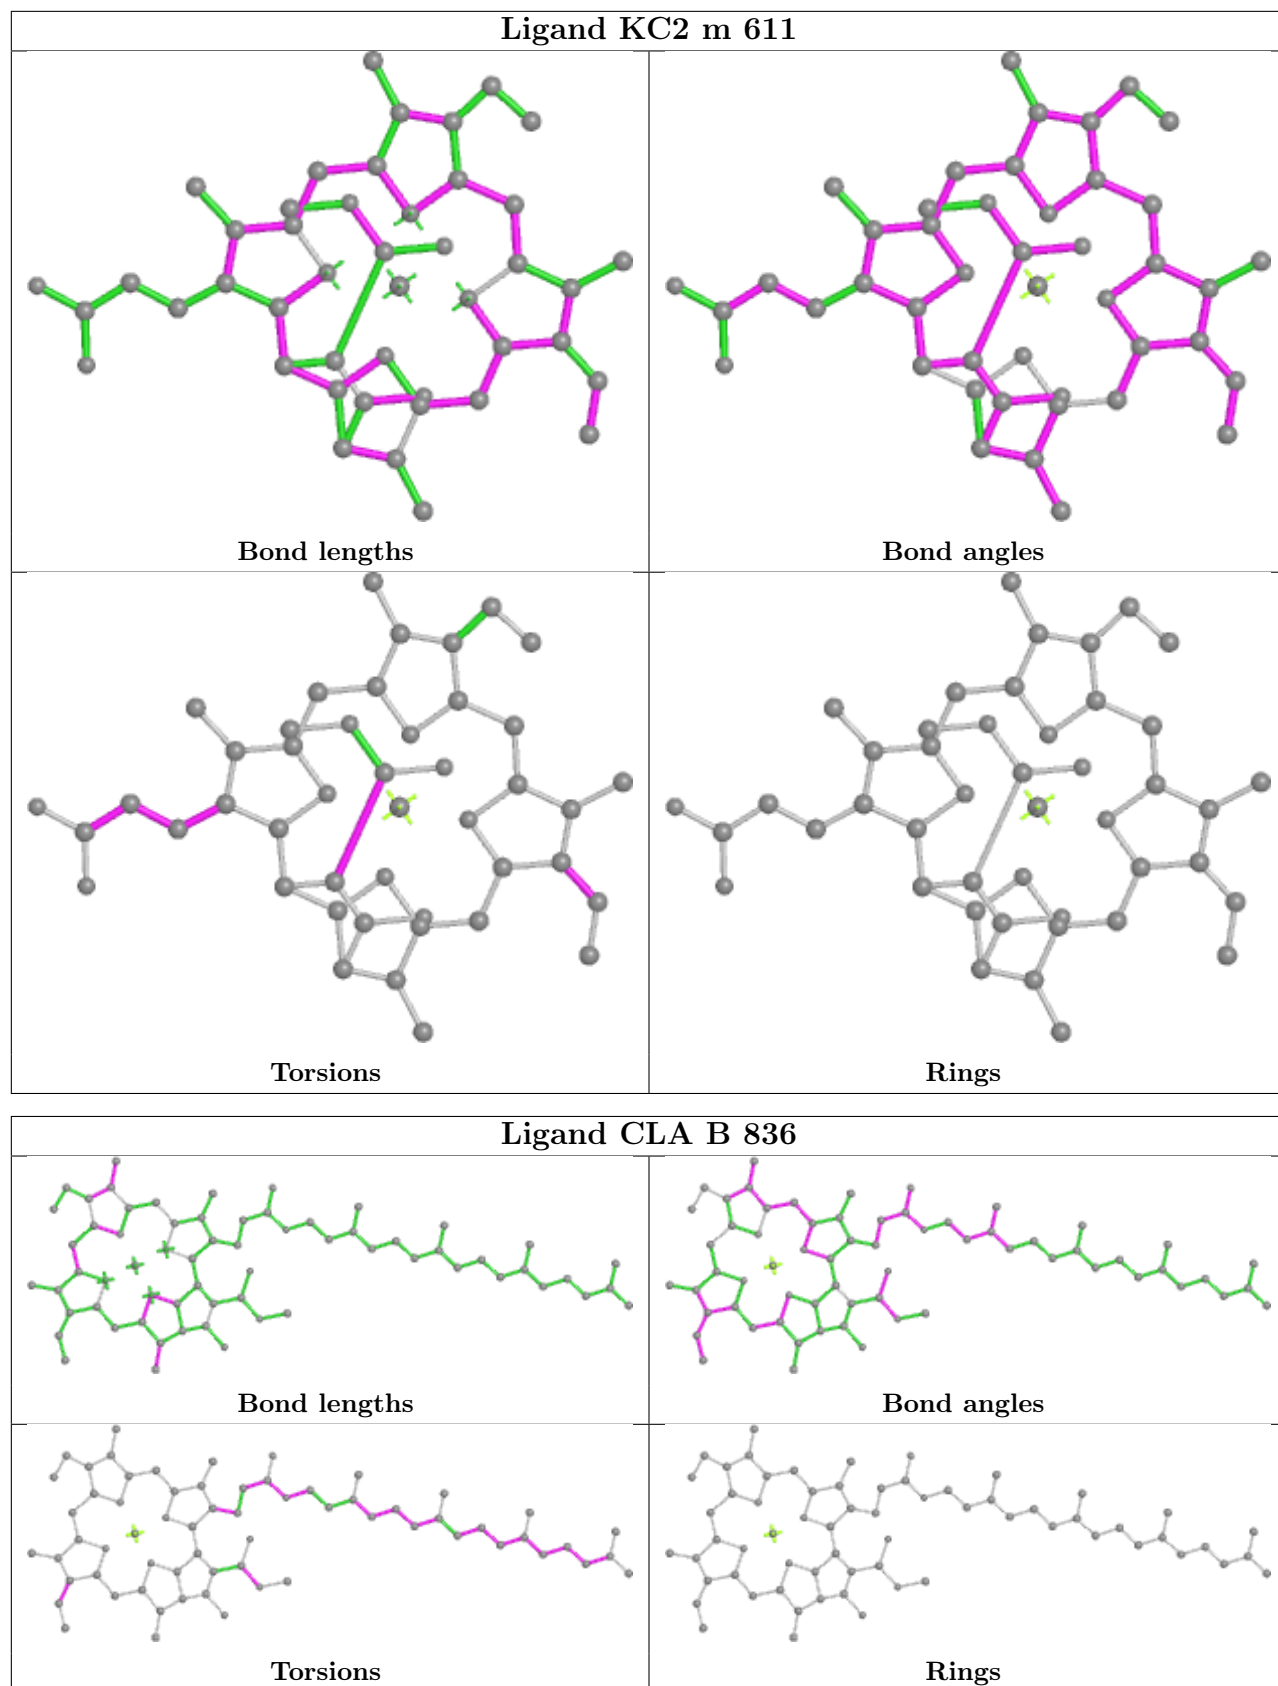 Ligand KC2 m 611
Bond lengths
Bond angles
Torsions
Rings
Ligand CLA B 836
Bond lengths
Bond angles
Torsions
Rings